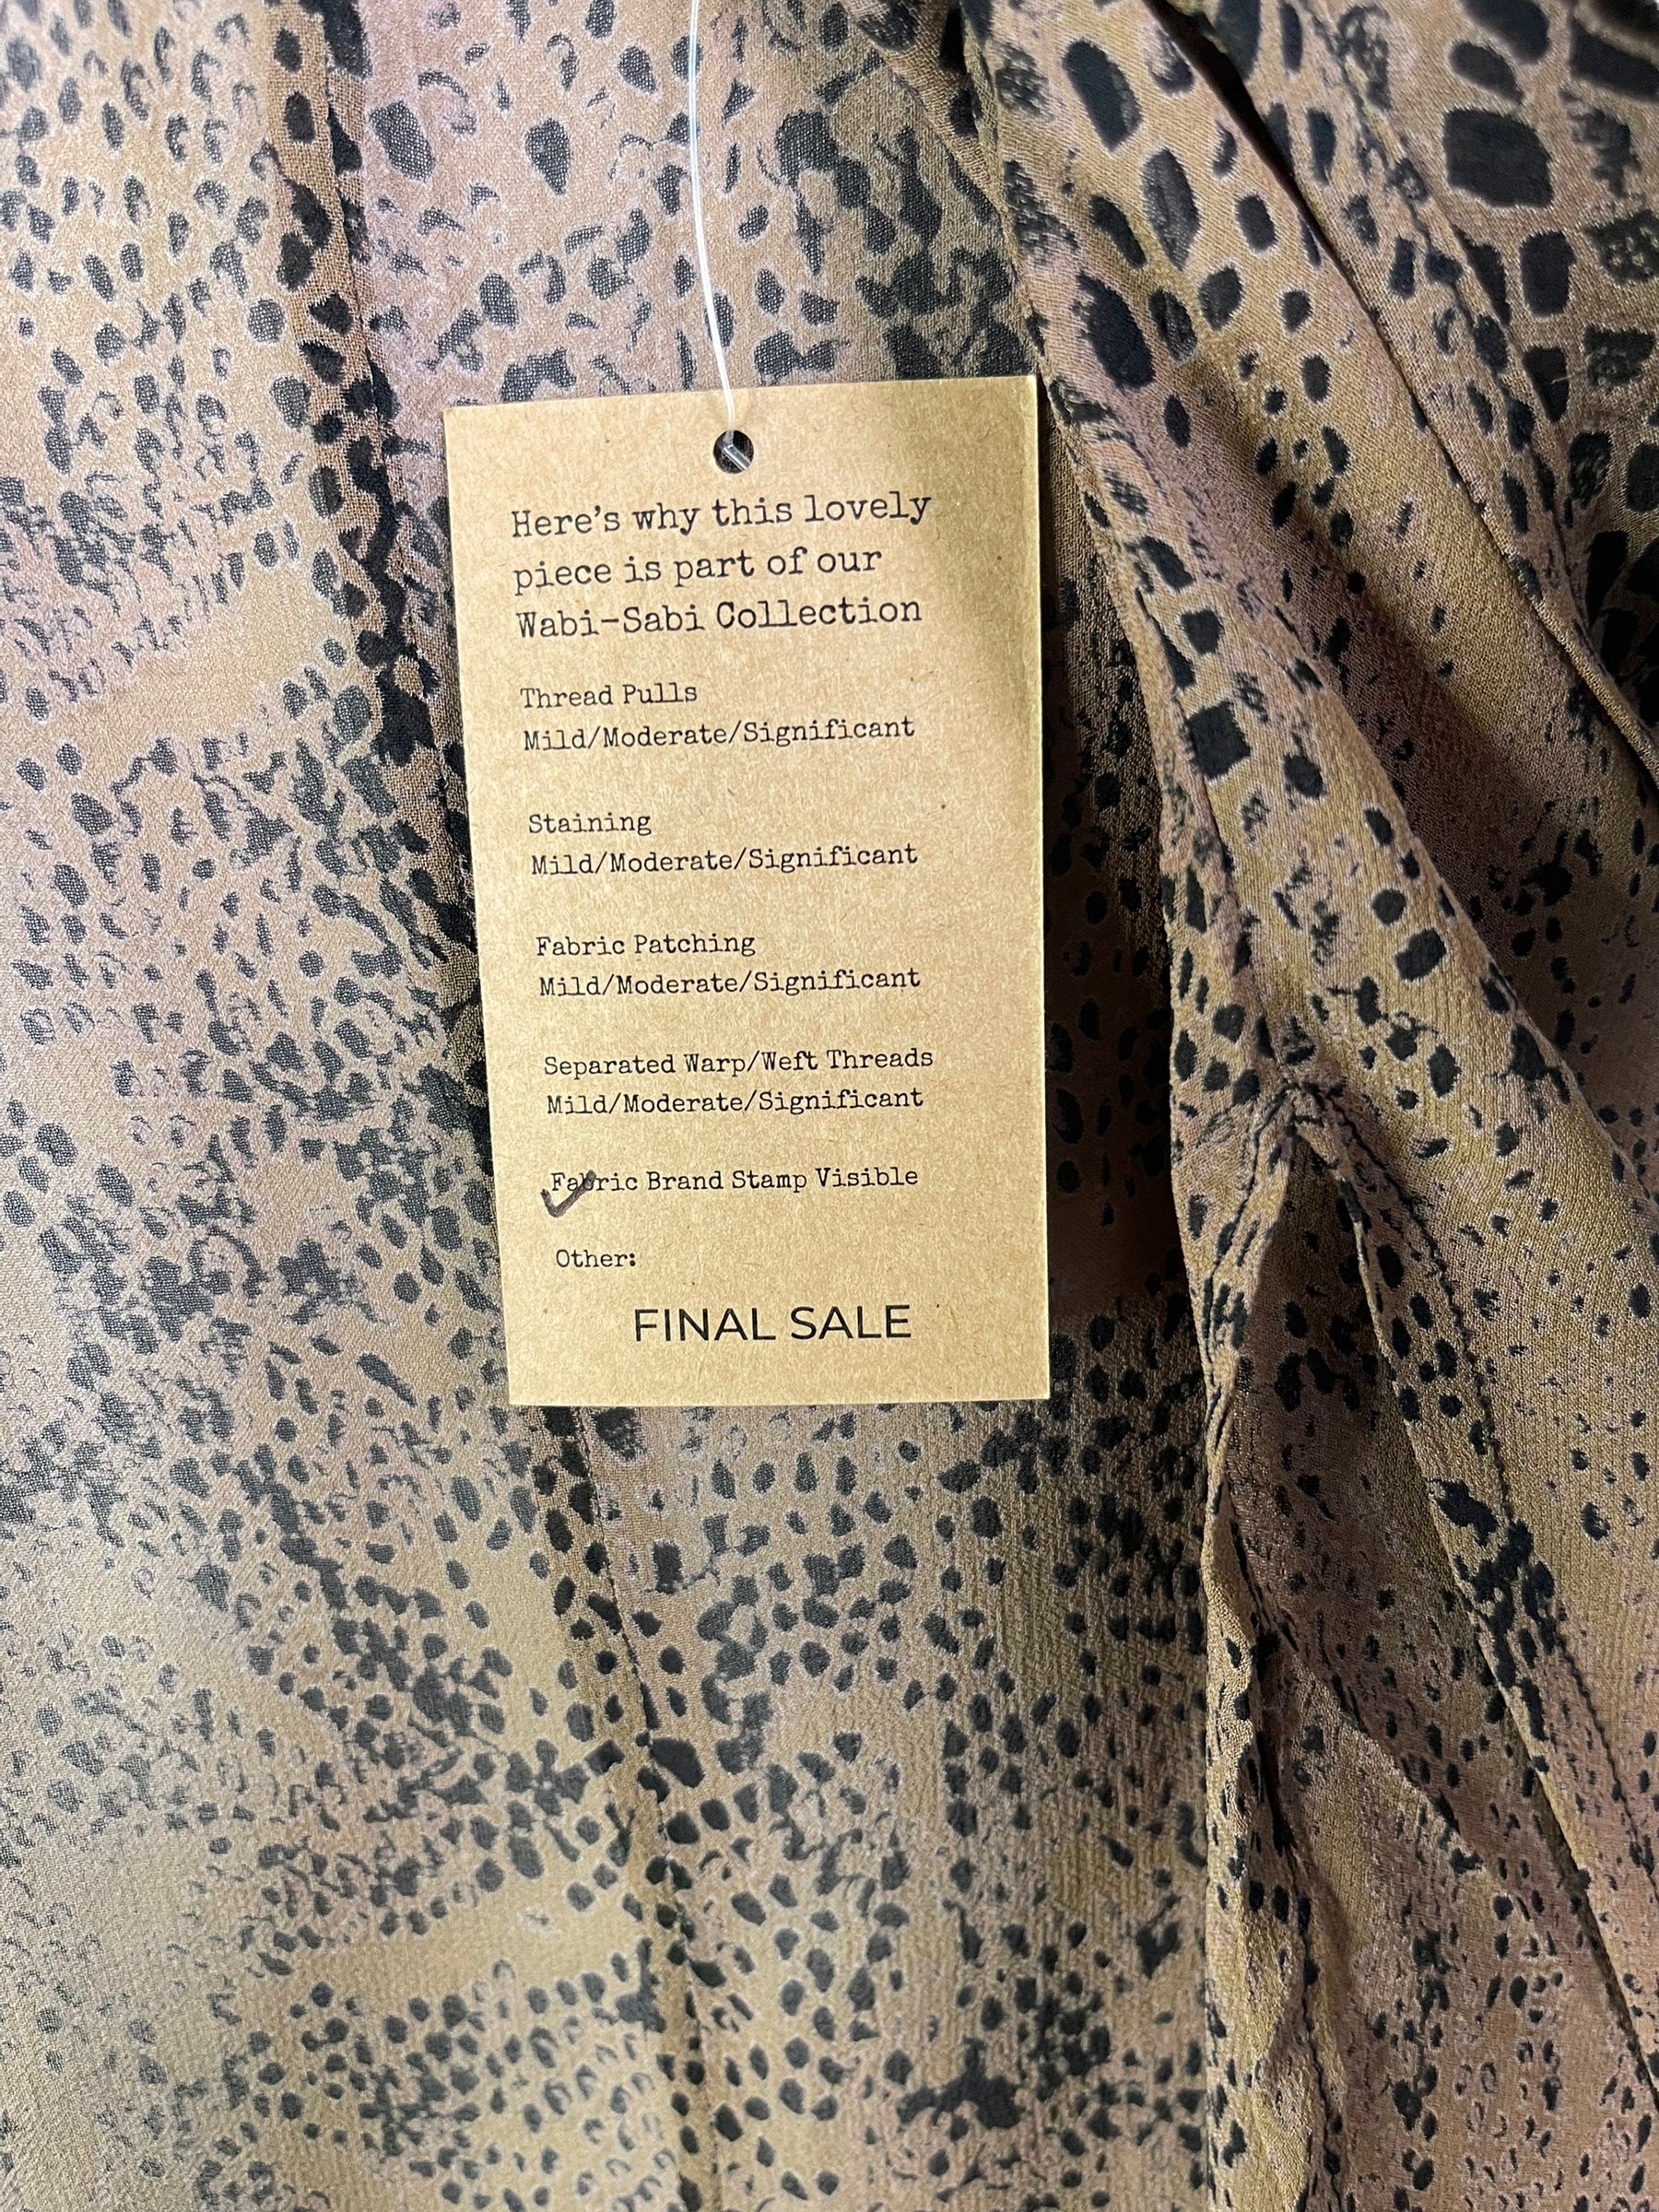 Here's why this lovely
piece is part of our
Wabi-Sabi Collection
Thread Pulls
Mild/Moderate/Significant
Staining
Mild/Moderate/Significant
Fabric Patching
Mild/Moderate/Significant
Separated Warp/Weft Threads
Mild/Moderate/Significant
Fabric Brand Stamp Visible
Other:
FINAL SALE